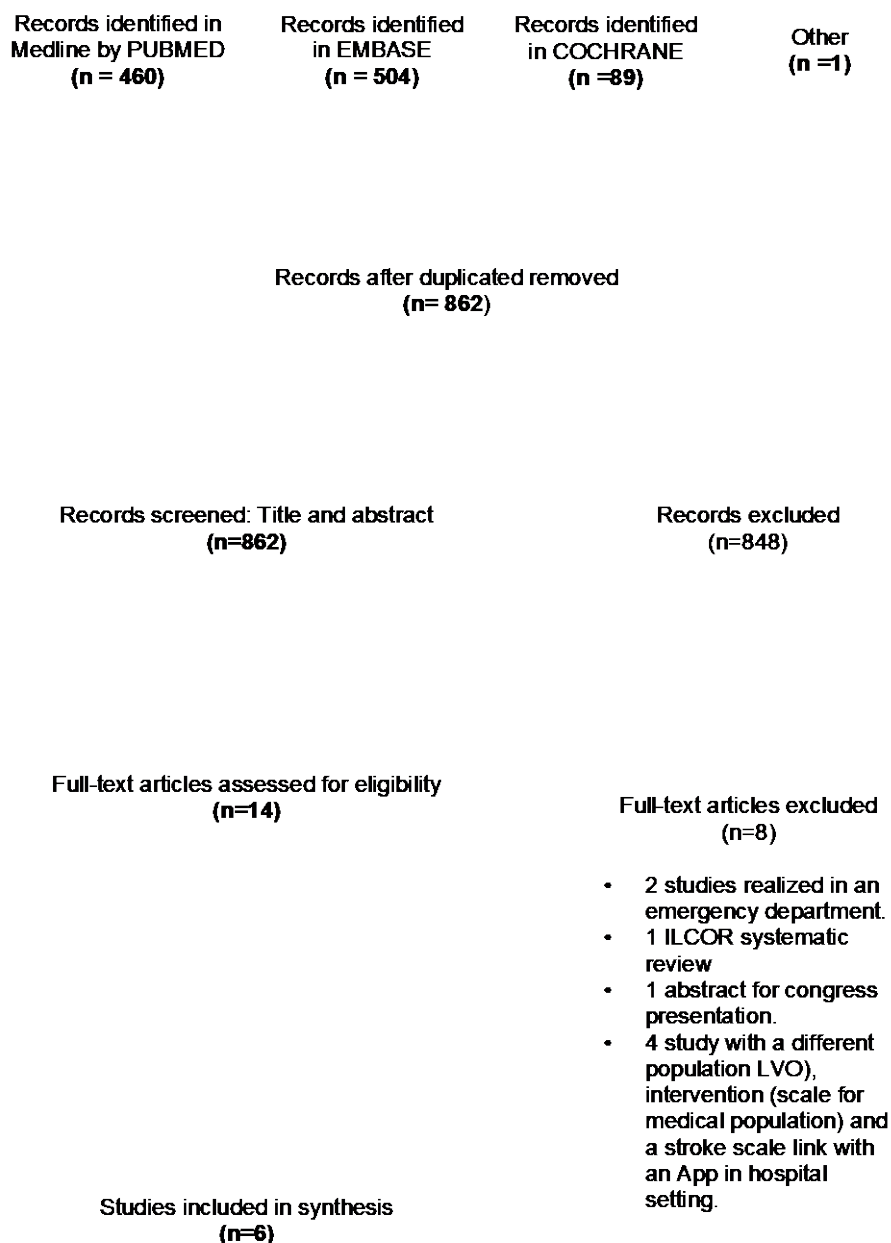 Records identified in
Medline by PUBMED
(n = 460)
Records identified
in EMBASE
(n = 504)
Records identified
in COCHRANE
(n =89)
Other
(n =1)
Records after duplicated removed
(n= 862)
Records screened: Title and abstract
(n=862)
Records excluded
(n=848)
Full-text articles assessed for eligibility
(n=14)
Full-text articles excluded
(n=8)
• 2 studies realized in an
emergency department.
• 1 ILCOR systematic
review
• 1 abstract for congress
presentation.
• 4 study with a different
population LVO),
intervention (scale for
medical population) and
a stroke scale link with
an App in hospital
setting.
Studies included in synthesis
(n=6)